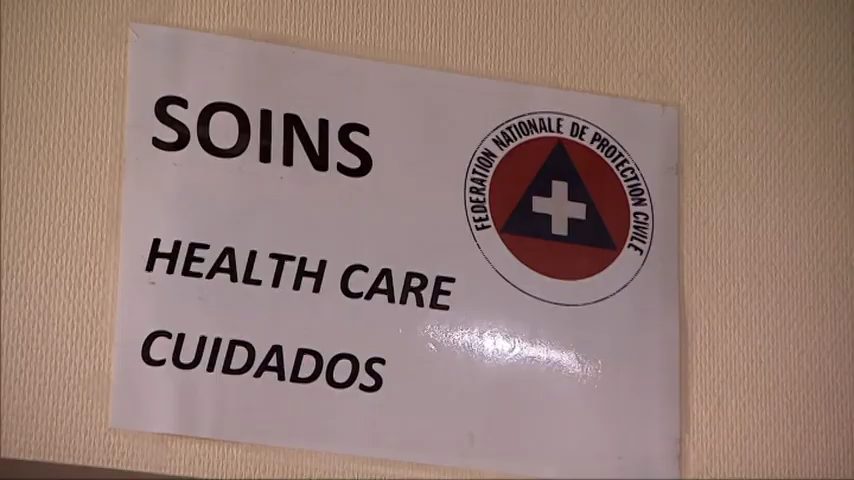 SOINS
FEDERATION NATIONALE DE PROTECTION CIVILE
HEALTH CARE
CUIDADOS